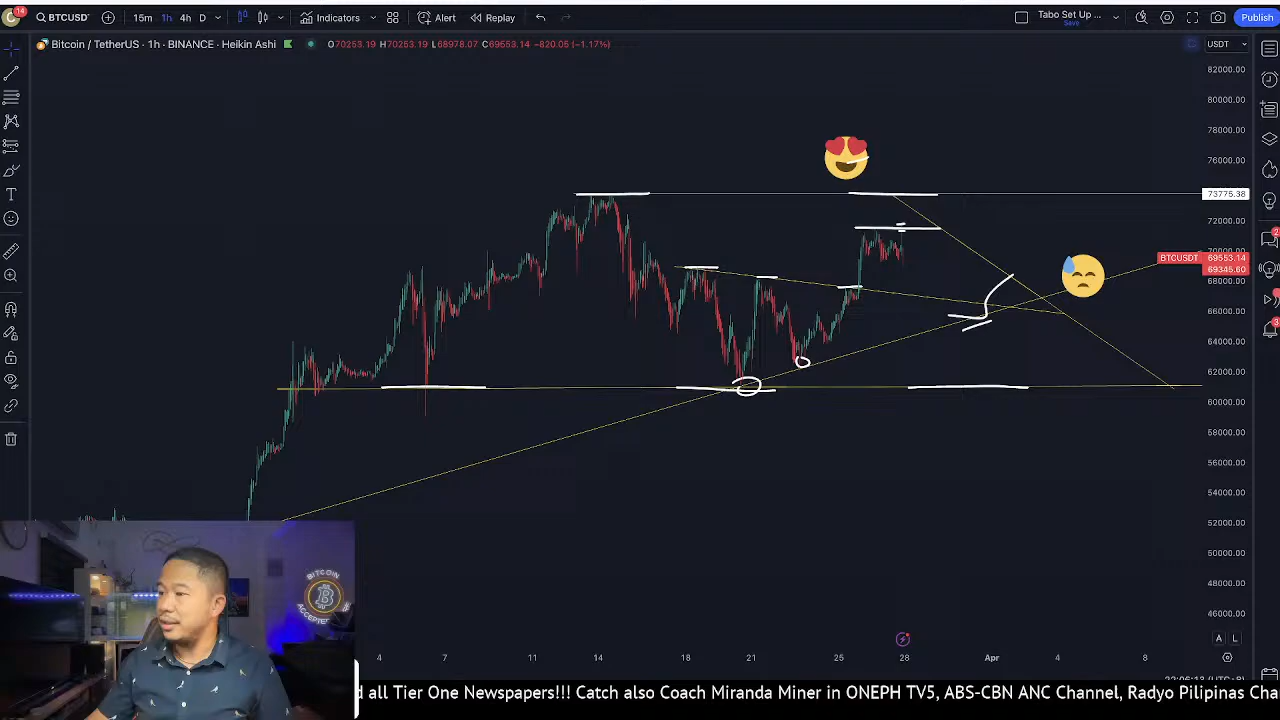 14
BTCUSD
15m 1h 4h D
Indicators
Alert
Replay
Tabo Set Up ...
Save
Publish
Bitcoin / TetherUS · 1h · BINANCE · Heikin Ashi
O70253.19 H70253.19 L68978.07 C69553.14 −820.05 (−1.17%)
USDT
82000.00
80000.00
78000.00
76000.00
73775.38
72000.00
BTCUSDT 69553.14
69345.60
68000.00
66000.00
64000.00
62000.00
60000.00
58000.00
56000.00
54000.00
52000.00
50000.00
48000.00
46000.00
BITCOIN
B
A L
4 7 11 14 18 21 25 28 Apr 4 8
d all Tier One Newspapers!!! Catch also Coach Miranda Miner in ONEPH TV5, ABS-CBN ANC Channel, Radyo Pilipinas Cha